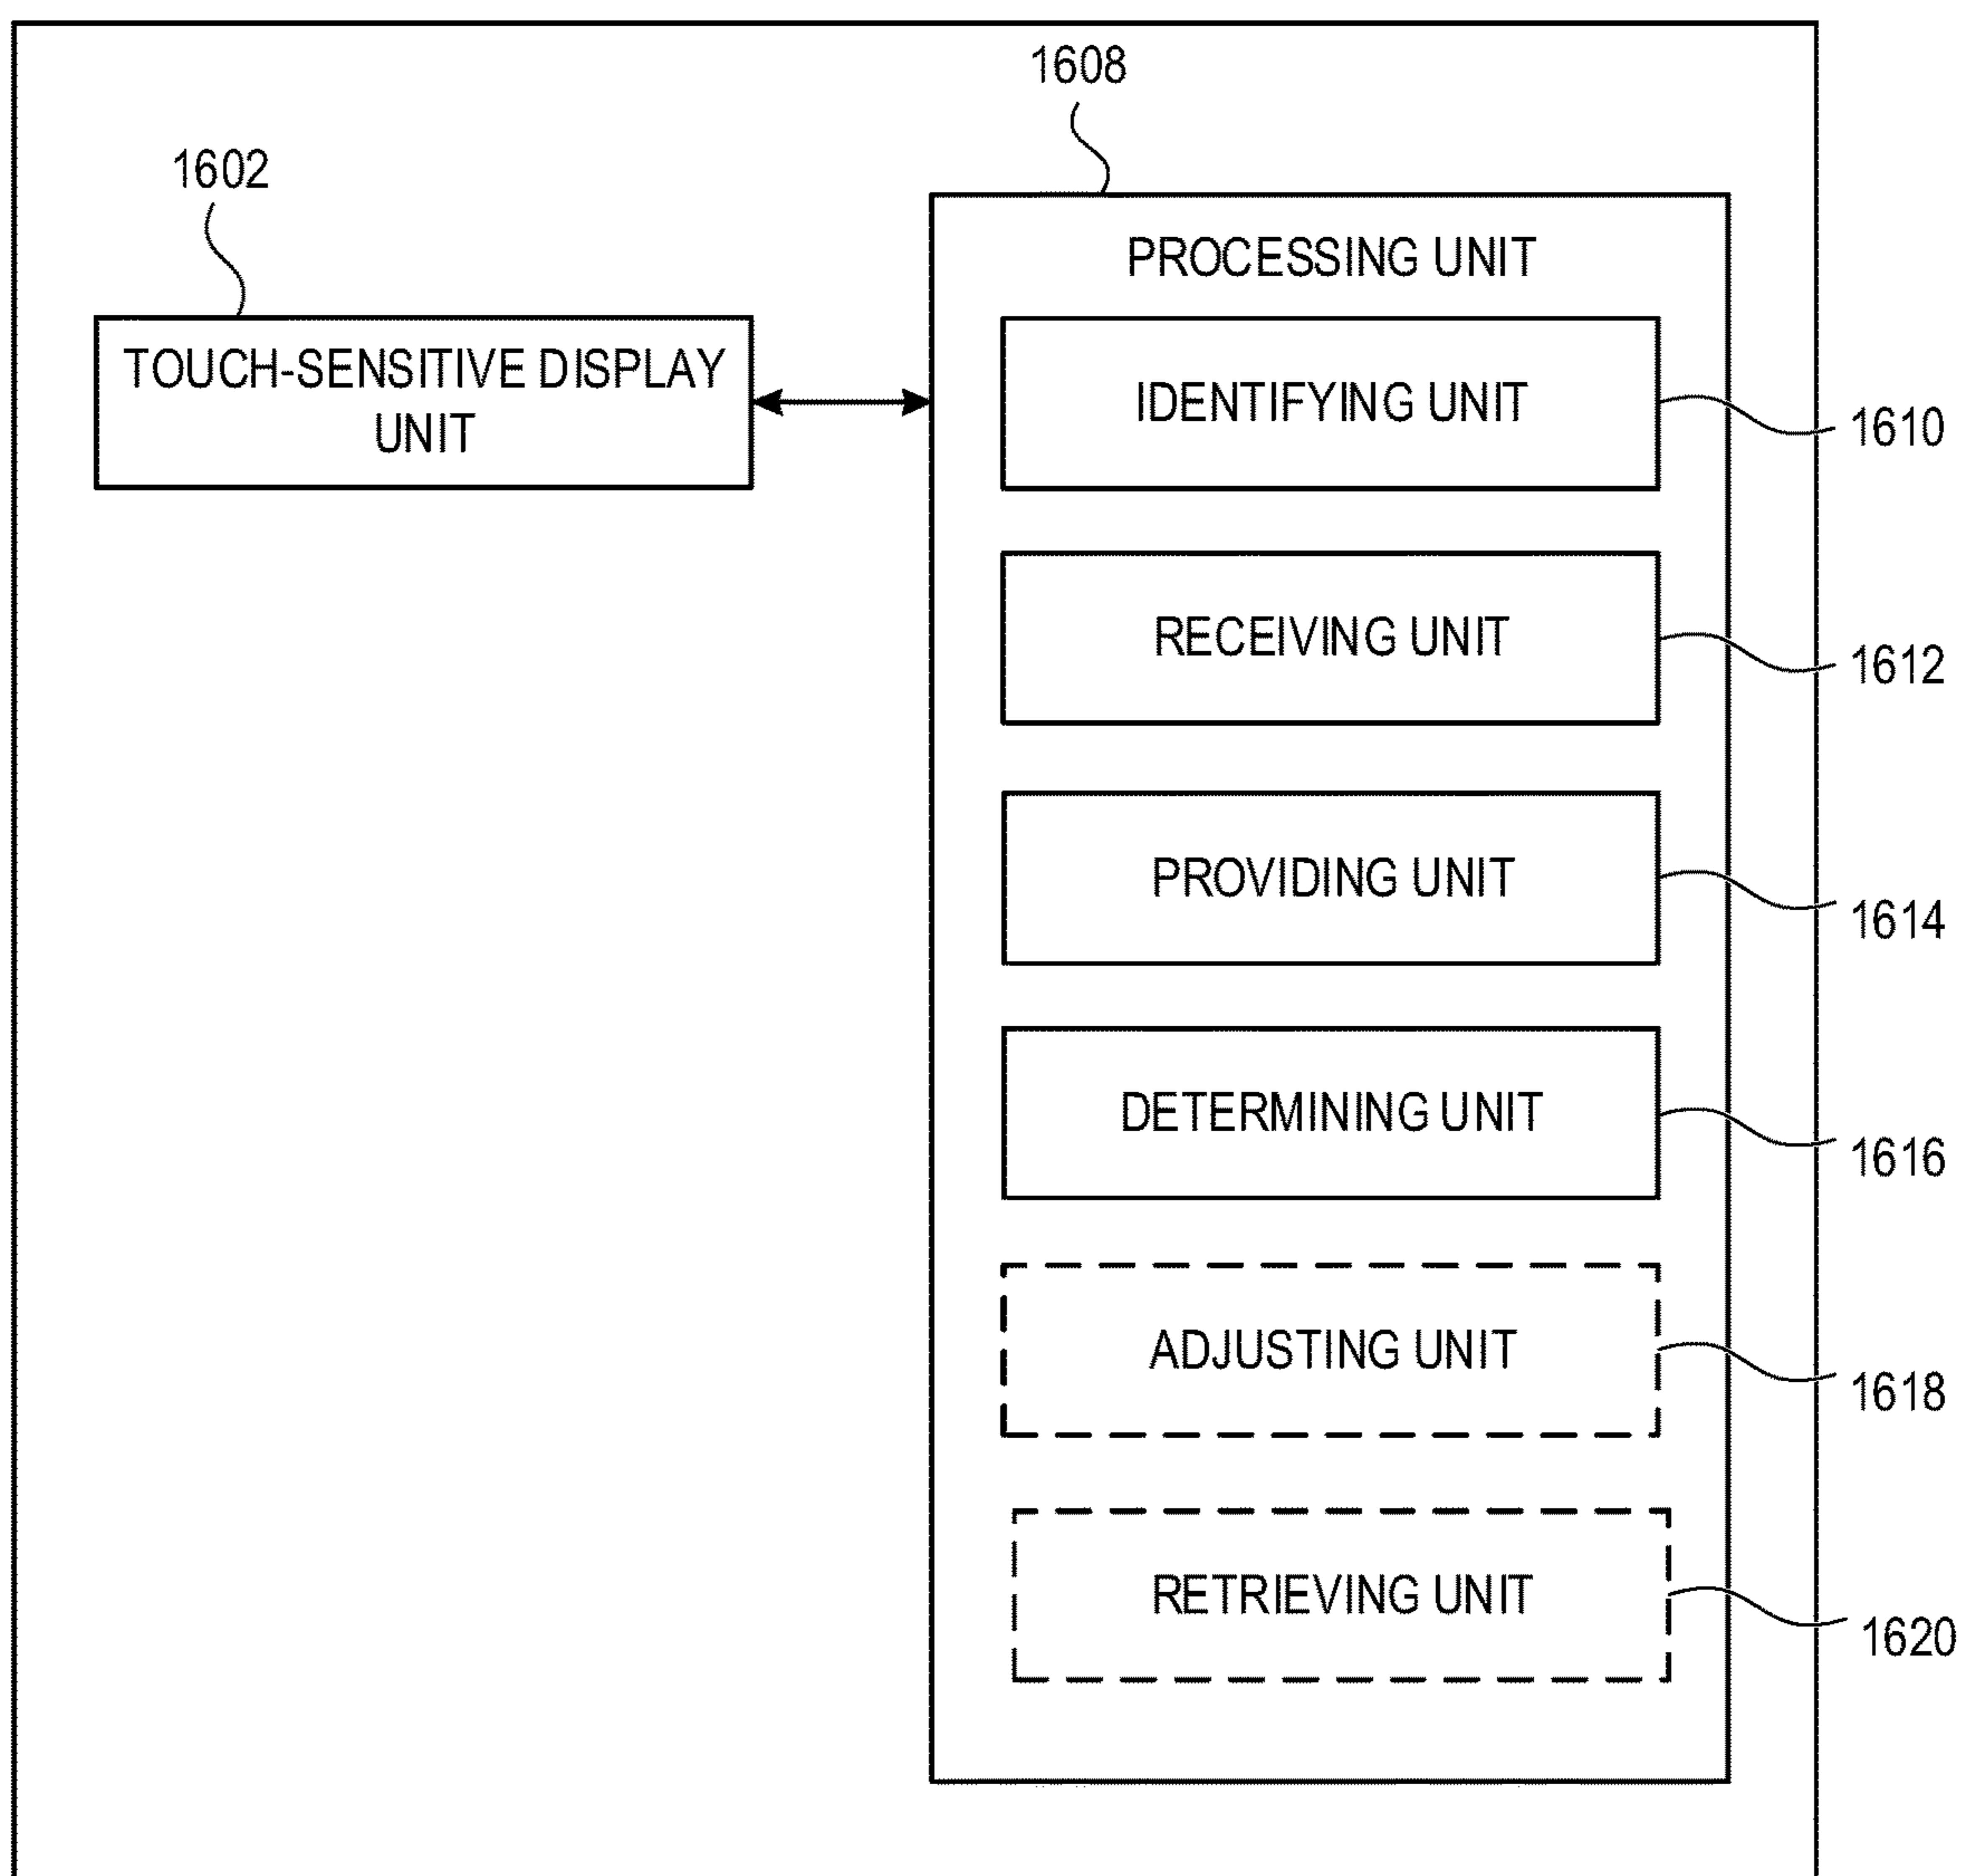 1608
1602
PROCESSING UNIT
TOUCH-SENSITIVE DISPLAY
UNIT
IDENTIFYING UNIT
1610
RECEIVING UNIT
1612
PROVIDING UNIT
1614
DETERMINING UNIT
1616
ADJUSTING UNIT
1618
RETRIEVING UNIT
1620